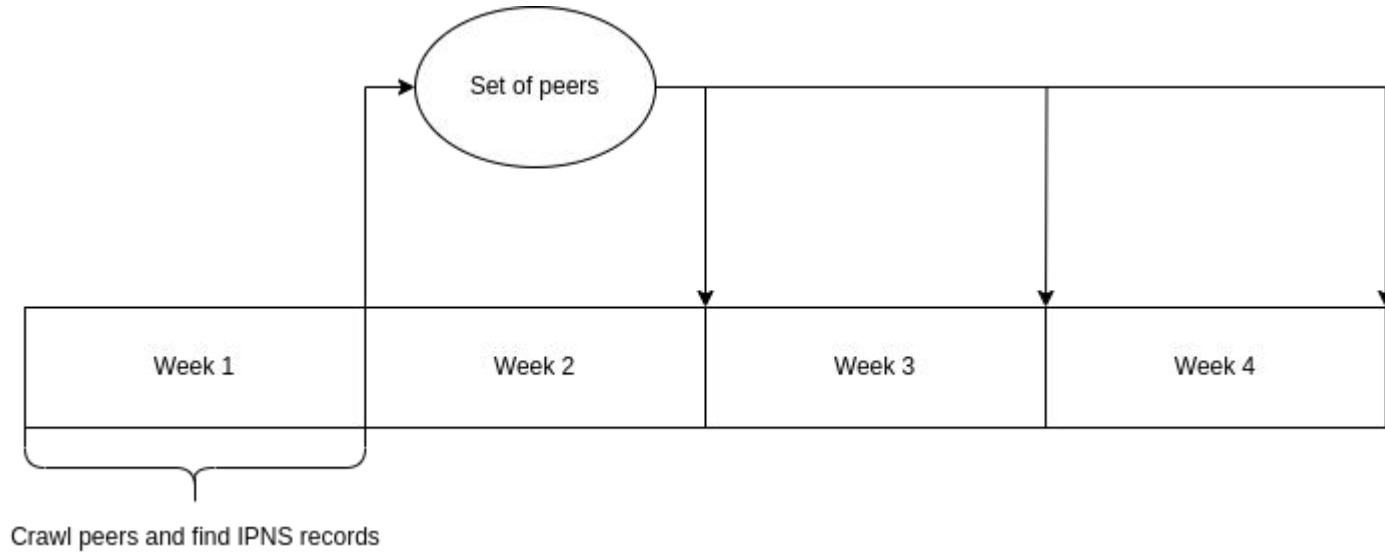 Set of peers
Week 1
Week 2
Week 3
Week 4
Crawl peers and find IPNS records